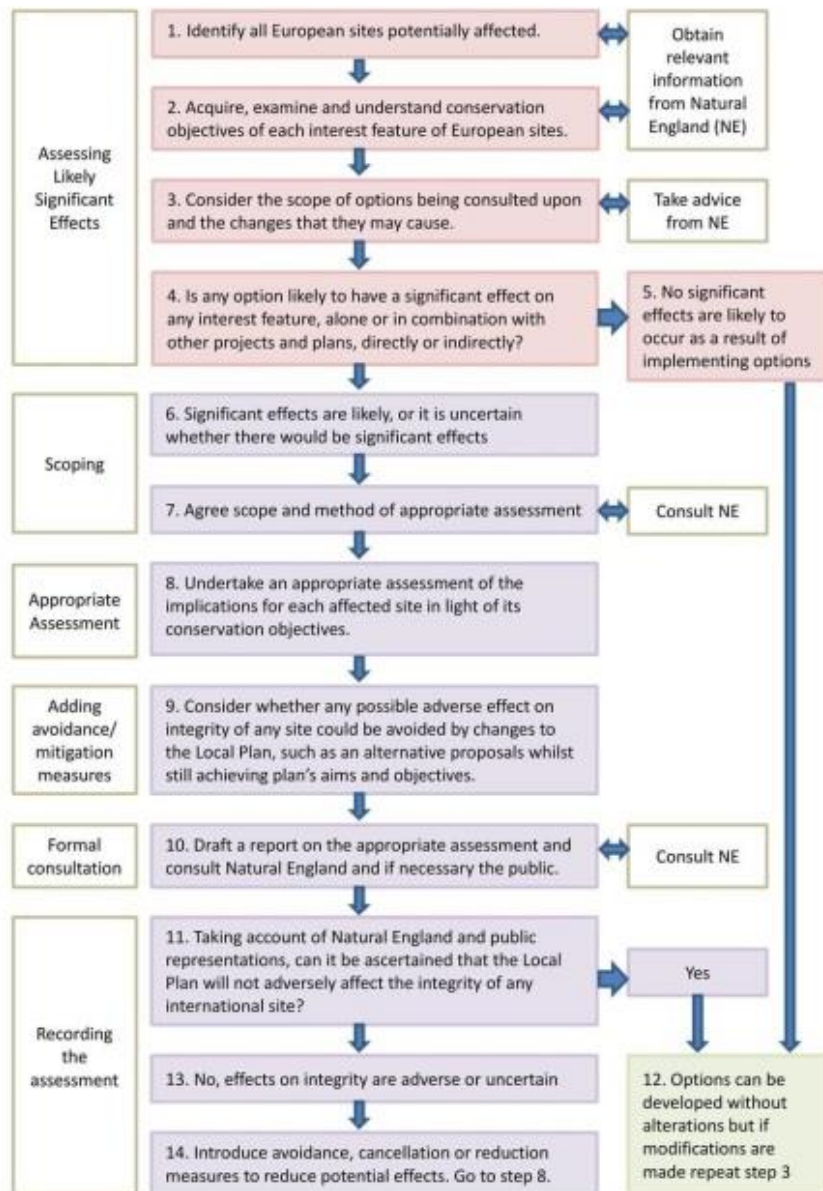 Assessing
Likely
Significant
Effects
1. Identify all European sites potentially affected.
Obtain
relevant
information
from Natural
England (NE)
2. Acquire, examine and understand conservation
objectives of each interest feature of European sites.
3. Consider the scope of options being consulted upon
and the changes that they may cause.
Take advice
from NE
4. Is any option likely to have a significant effect on
any interest feature, alone or in combination with
other projects and plans, directly or indirectly?
5. No significant
effects are likely to
occur as a result of
implementing options
Scoping
6. Significant effects are likely, or it is uncertain
whether there would be significant effects
7. Agree scope and method of appropriate assessment
Consult NE
Appropriate
Assessment
8. Undertake an appropriate assessment of the
implications for each affected site in light of its
conservation objectives.
Adding
avoidance/
mitigation
measures
9. Consider whether any possible adverse effect on
integrity of any site could be avoided by changes to
the Local Plan, such as an alternative proposals whilst
still achieving plan's aims and objectives.
Formal
consultation
10. Draft a report on the appropriate assessment and
consult Natural England and if necessary the public.
Consult NE
Recording
the
assessment
11. Taking account of Natural England and public
representations, can it be ascertained that the Local
Plan will not adversely affect the integrity of any
international site?
Yes
13. No, effects on integrity are adverse or uncertain
12. Options can be
developed without
alterations but if
modifications are
made repeat step 3
14. Introduce avoidance, cancellation or reduction
measures to reduce potential effects. Go to step 8.